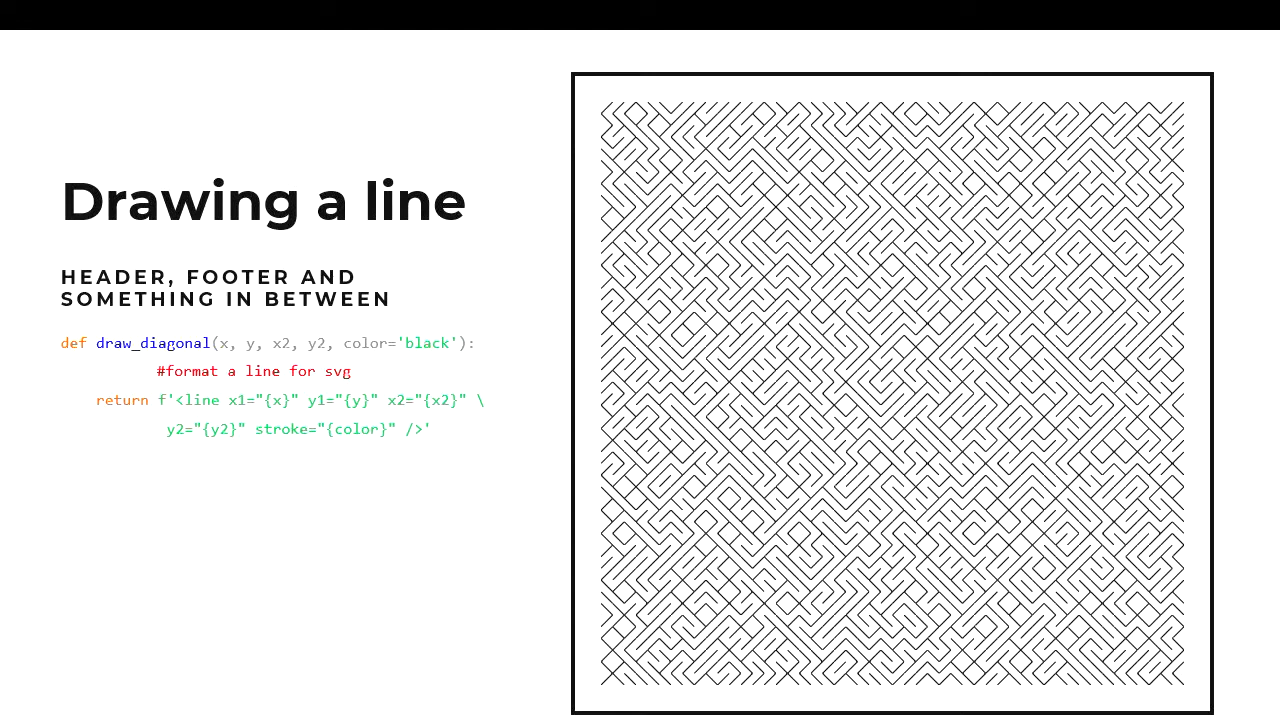 Drawing a line
HEADER, FOOTER AND
SOMETHING IN BETWEEN
def draw_diagonal(x, y, x2, y2, color='black'):
#format a line for svg
return f'<line x1="{x}" y1="{y}" x2="{x2}" \
y2="{y2}" stroke="{color}" />'